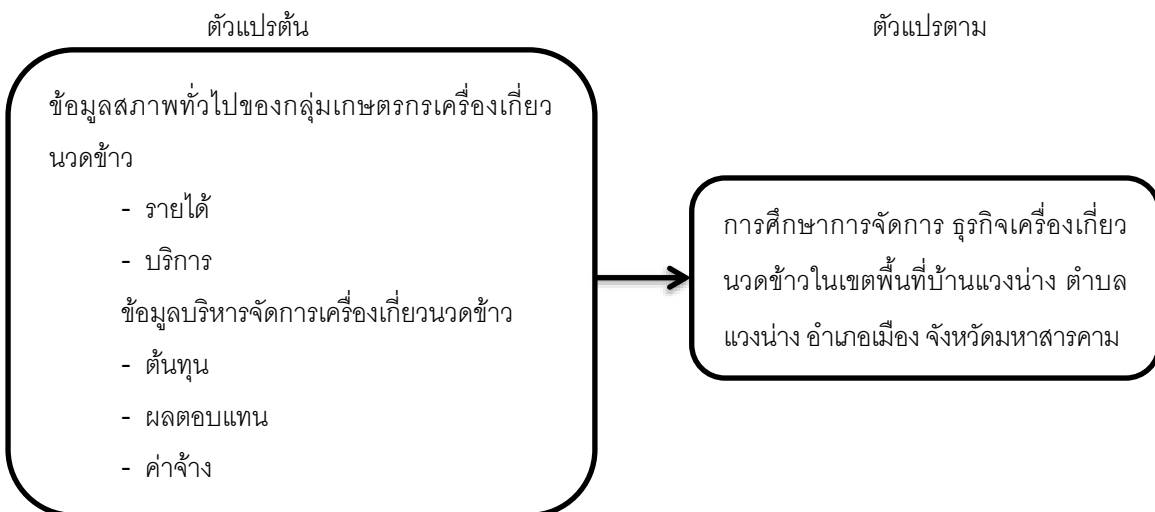 ตัวแปรต้น
ตัวแปรตาม
ข้อมูลสภาพทั่วไปของกลุ่มเกษตรกรเครื่องเกี่ยว
นวดข้าว
- รายได้
- บริการ
ข้อมูลบริหารจัดการเครื่องเกี่ยวนวดข้าว
- ต้นทุน
- ผลตอบแทน
- ค่าจ้าง
การศึกษาการจัดการ ธุรกิจเครื่องเกี่ยว
นวดข้าวในเขตพื้นที่บ้านแวงน่าง ตำบล
แวงน่าง อำเภอเมือง จังหวัดมหาสารคาม